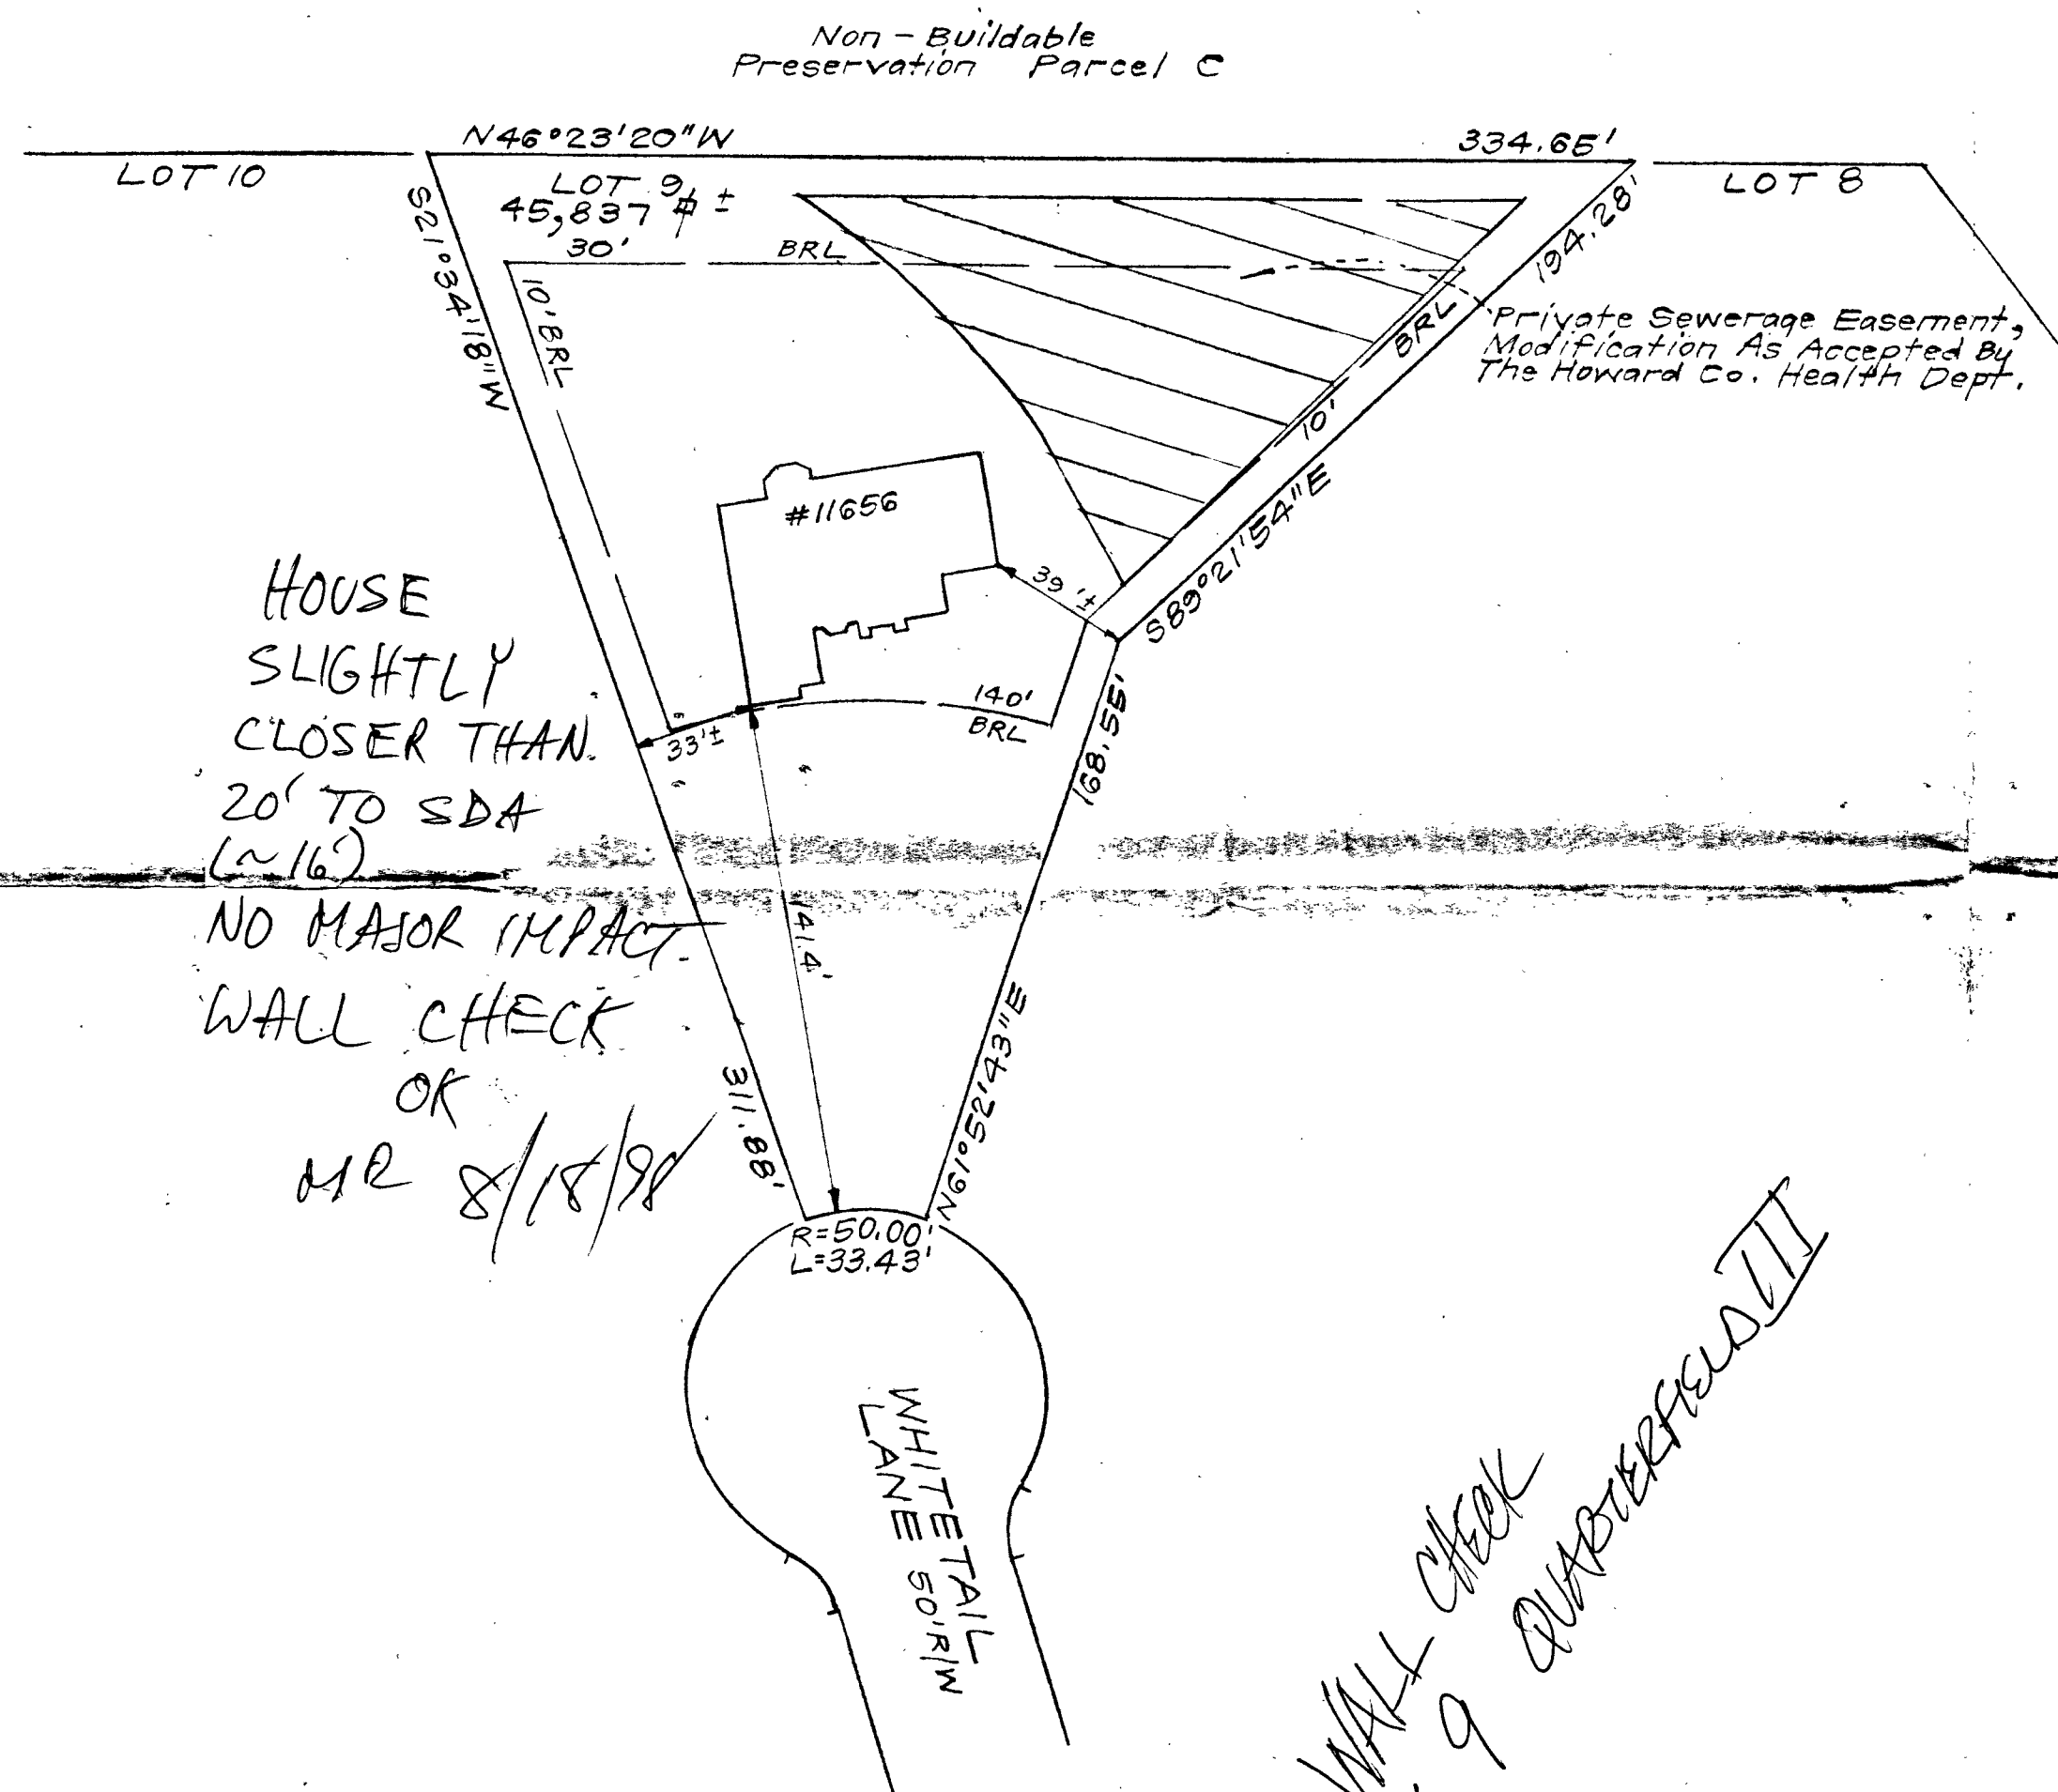 Non-Buildable
Preservation Parcel C
N46°23'20"W
334.65'
LOT 10
LOT 9
45,837 ±
LOT 8
30'
BRL
S21°34'18"W
10' BRL
194.28'
Private Sewerage Easement,
Modification As Accepted By
The Howard Co. Health Dept.
BRL
10'
S89°21'54"E
#11656
39'±
HOUSE
SLIGHTLY
CLOSER THAN
20' TO SDA
(~16')
NO MAJOR IMPACT.
WALL CHECK
OK
MR 8/18/98
140'
BRL
33'±
168.55'
141.4'
311.88'
N61°52'43"E
R=50.00'
L=33.43'
WHITETAIL
LANE 50'R/W
WALL CHECK
9 QUARTERFIELD III